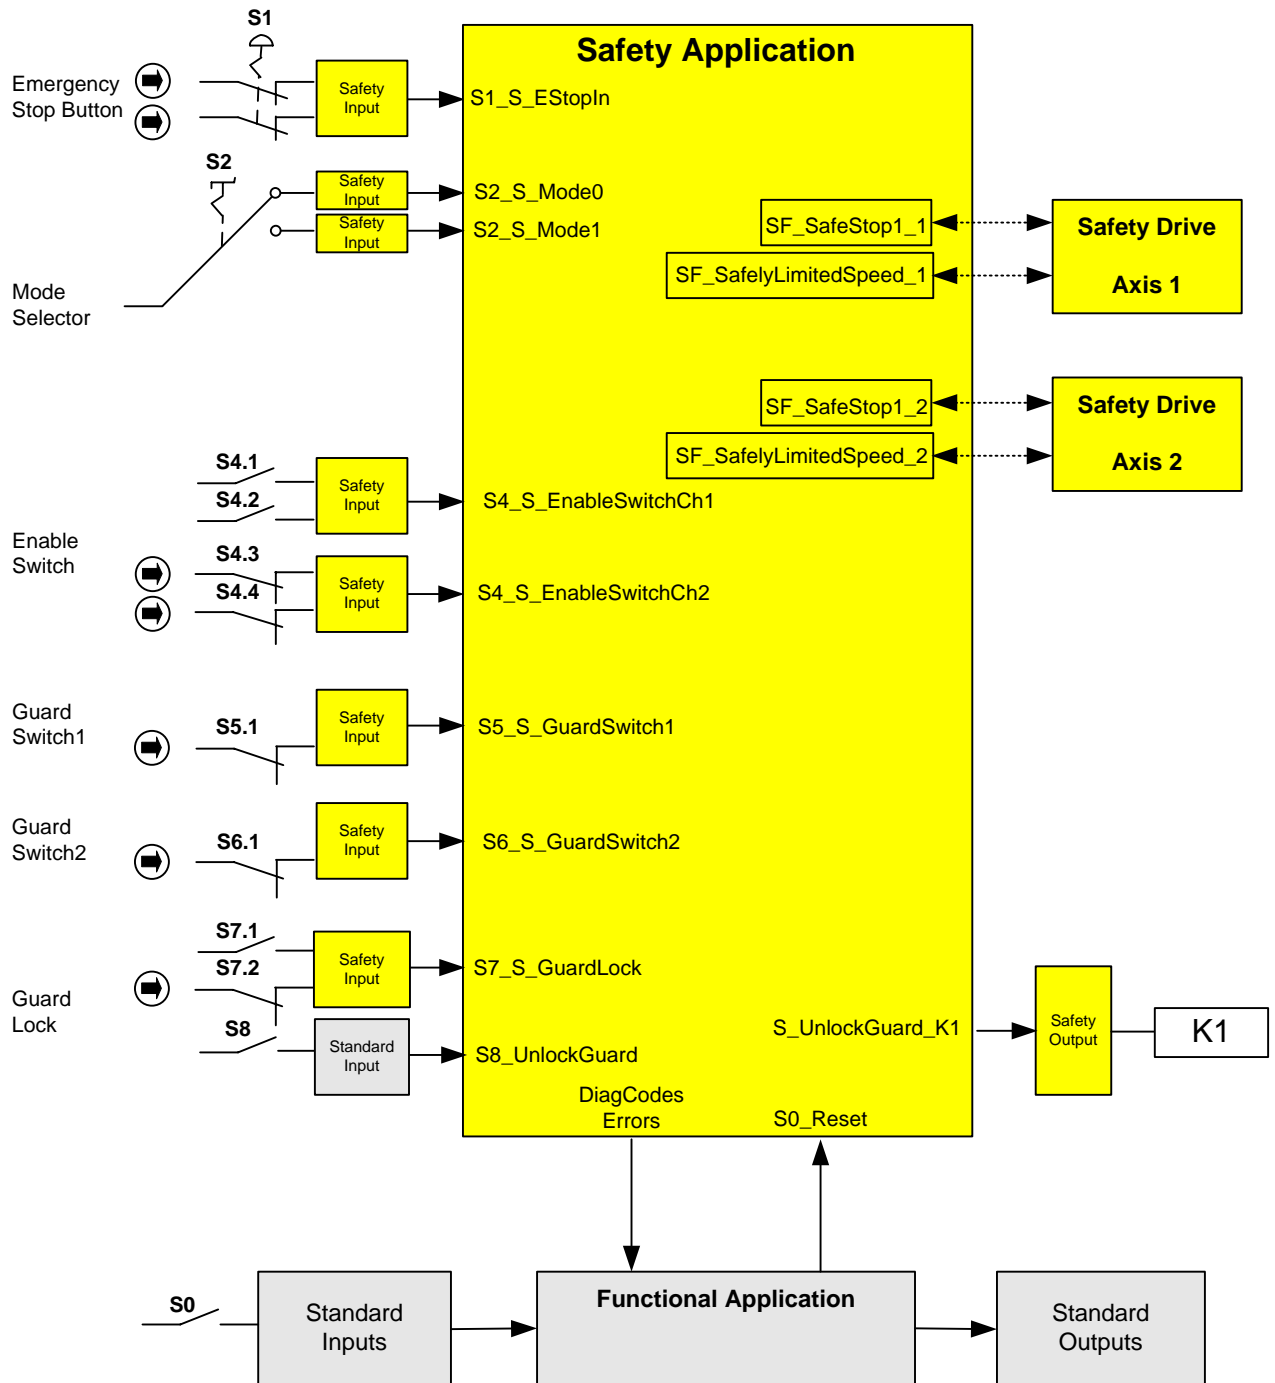 S1
Safety Application
Emergency
Stop Button
Safety
Input
S1_S_EStopIn
S2
Safety
Input
S2_S_Mode0
Safety
Input
S2_S_Mode1
Mode
Selector
SF_SafeStop1_1
SF_SafelyLimitedSpeed_1
Safety Drive
Axis 1
SF_SafeStop1_2
SF_SafelyLimitedSpeed_2
Safety Drive
Axis 2
Enable
Switch
S4.1
S4.2
Safety
Input
S4_S_EnableSwitchCh1
S4.3
S4.4
Safety
Input
S4_S_EnableSwitchCh2
Guard
Switch1
S5.1
Safety
Input
S5_S_GuardSwitch1
Guard
Switch2
S6.1
Safety
Input
S6_S_GuardSwitch2
Guard
Lock
S7.1
S7.2
Safety
Input
S7_S_GuardLock
S8
Standard
Input
S8_UnlockGuard
S_UnlockGuard_K1
Safety
Output
K1
DiagCodes
Errors
S0_Reset
S0
Standard
Inputs
Functional Application
Standard
Outputs